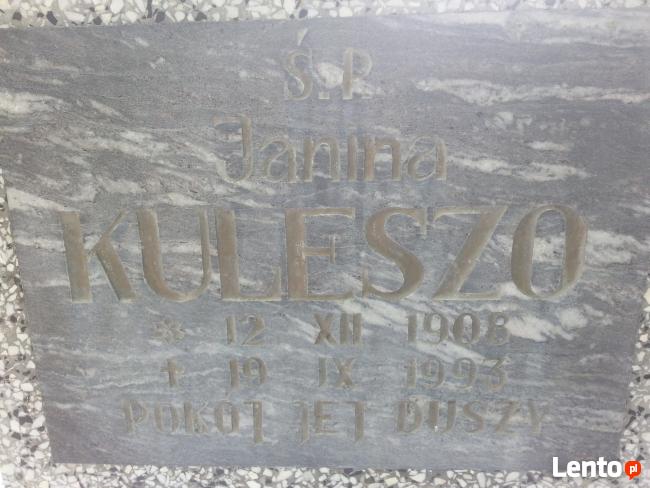 Ś.P.
Janina
KULESZO
* 12 XII 1908
† 19 IX 1993
POKÓJ JEJ DUSZY
Lento.pl